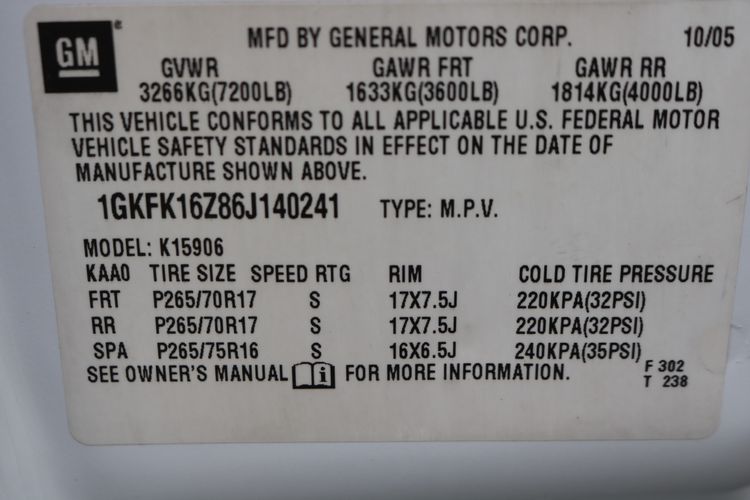 GM
MFD BY GENERAL MOTORS CORP. 10/05
GVWR GAWR FRT GAWR RR
3266KG(7200LB) 1633KG(3600LB) 1814KG(4000LB)
THIS VEHICLE CONFORMS TO ALL APPLICABLE U.S. FEDERAL MOTOR
VEHICLE SAFETY STANDARDS IN EFFECT ON THE DATE OF
MANUFACTURE SHOWN ABOVE.
1GKFK16Z86J140241 TYPE: M.P.V.
MODEL: K15906
KAA0 TIRE SIZE SPEED RTG RIM COLD TIRE PRESSURE
FRT P265/70R17 S 17X7.5J 220KPA(32PSI)
RR P265/70R17 S 17X7.5J 220KPA(32PSI)
SPA P265/75R16 S 16X6.5J 240KPA(35PSI)
SEE OWNER'S MANUAL i FOR MORE INFORMATION. F 302
T 238